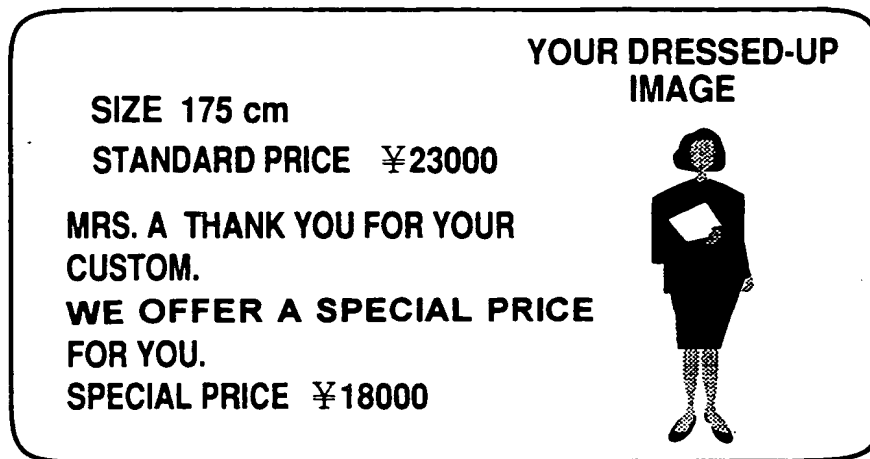 YOUR DRESSED-UP
IMAGE
SIZE 175 cm
STANDARD PRICE ¥23000
MRS. A THANK YOU FOR YOUR
CUSTOM.
WE OFFER A SPECIAL PRICE
FOR YOU.
SPECIAL PRICE ¥18000